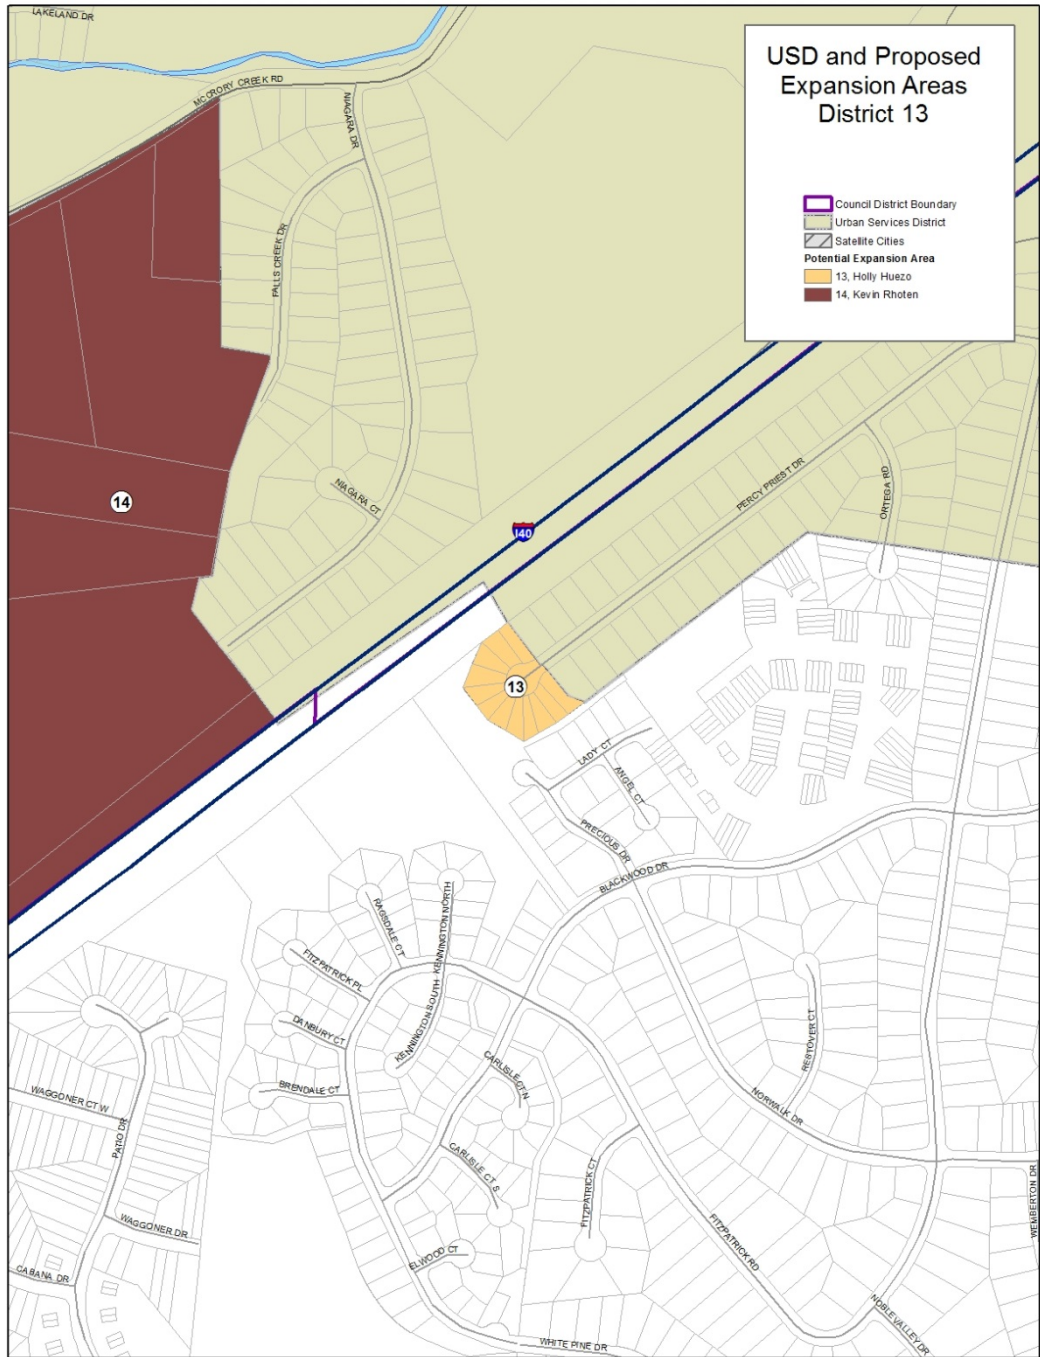 LAKELAND DR
USD and Proposed
Expansion Areas
District 13
MCCRORY CREEK RD
NIAGARA DR
Council District Boundary
Urban Services District
Satellite Cities
Potential Expansion Area
13, Holly Huezo
14, Kevin Rhoten
FALLS CREEK DR
NIAGARA CT
14
I40
PERCY PRIEST DR
ORTEGA RD
13
LADY CT
ANGEL CT
PRECIOUS DR
BLACKWOOD DR
RAGSDALE CT
KENNINGTON NORTH
FITZPATRICK PL
KENNINGTON SOUTH
DANBURY CT
RESTOVER CT
CARLISLE CT N
BRENDALE CT
WAGGONER CT W
NORWALK DR
PATIO DR
CARLISLE CT S
FITZPATRICK CT
WEMBERTON DR
WAGGONER DR
FITZPATRICK RD
ELWOOD CT
CABANA DR
NOBLE VALLEY DR
WHITE PINE DR